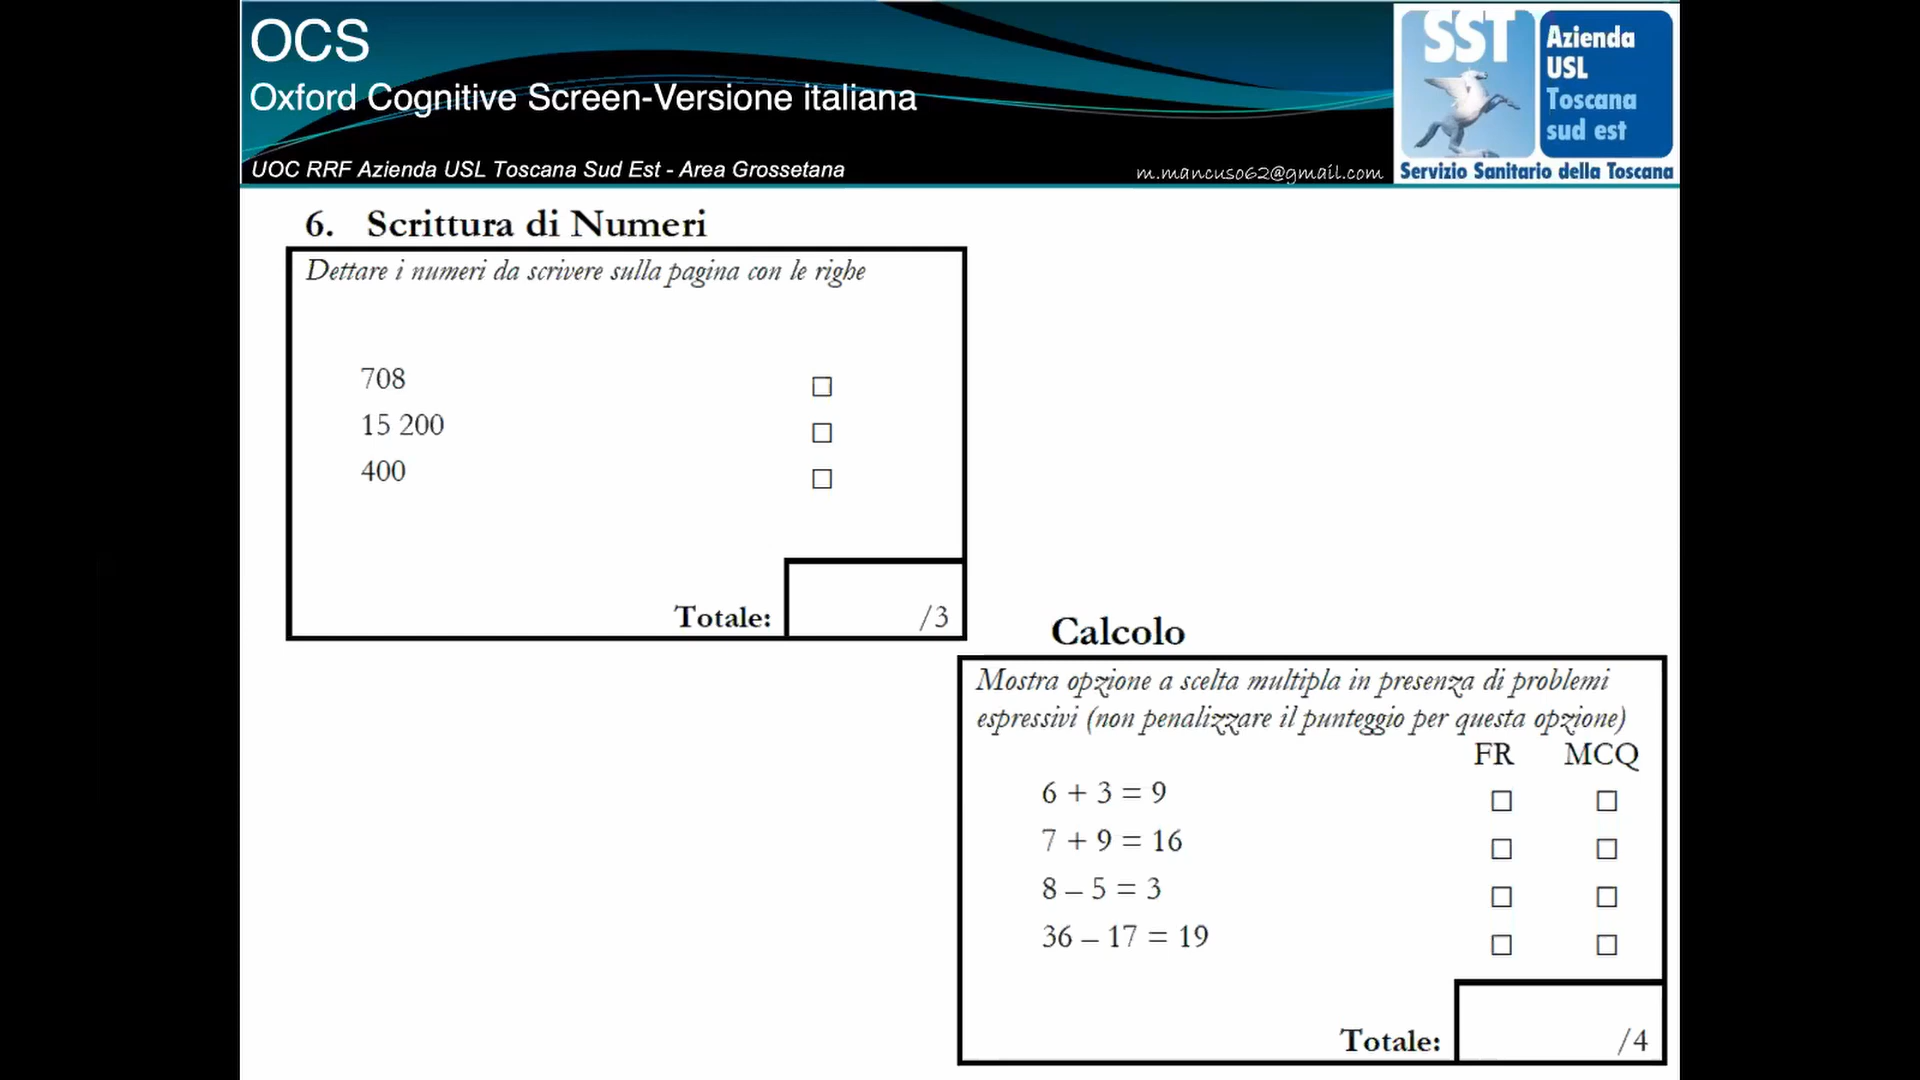 OCS
Oxford Cognitive Screen-Versione italiana
UOC RRF Azienda USL Toscana Sud Est - Area Grossetana
m.mancuso62@gmail.com
SST
Azienda
USL
Toscana
sud est
Servizio Sanitario della Toscana
6. Scrittura di Numeri
Dettare i numeri da scrivere sulla pagina con le righe
708
15 200
400
Totale: /3
Calcolo
Mostra opzione a scelta multipla in presenza di problemi
espressivi (non penalizzare il punteggio per questa opzione)
FR MCQ
6 + 3 = 9
7 + 9 = 16
8 – 5 = 3
36 – 17 = 19
Totale: /4